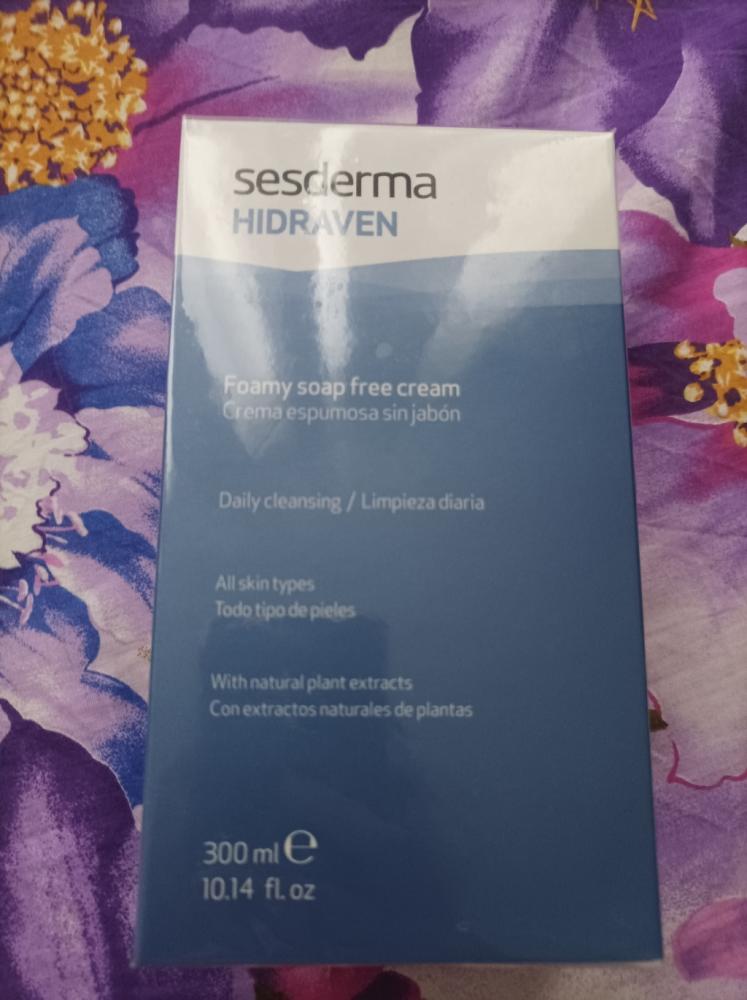 sesderma
HIDRAVEN
Foamy soap free cream
Crema espumosa sin jabón
Daily cleansing / Limpieza diaria
All skin types
Todo tipo de pieles
With natural plant extracts
Con extractos naturales de plantas
300 ml ℮
10.14 fl. oz